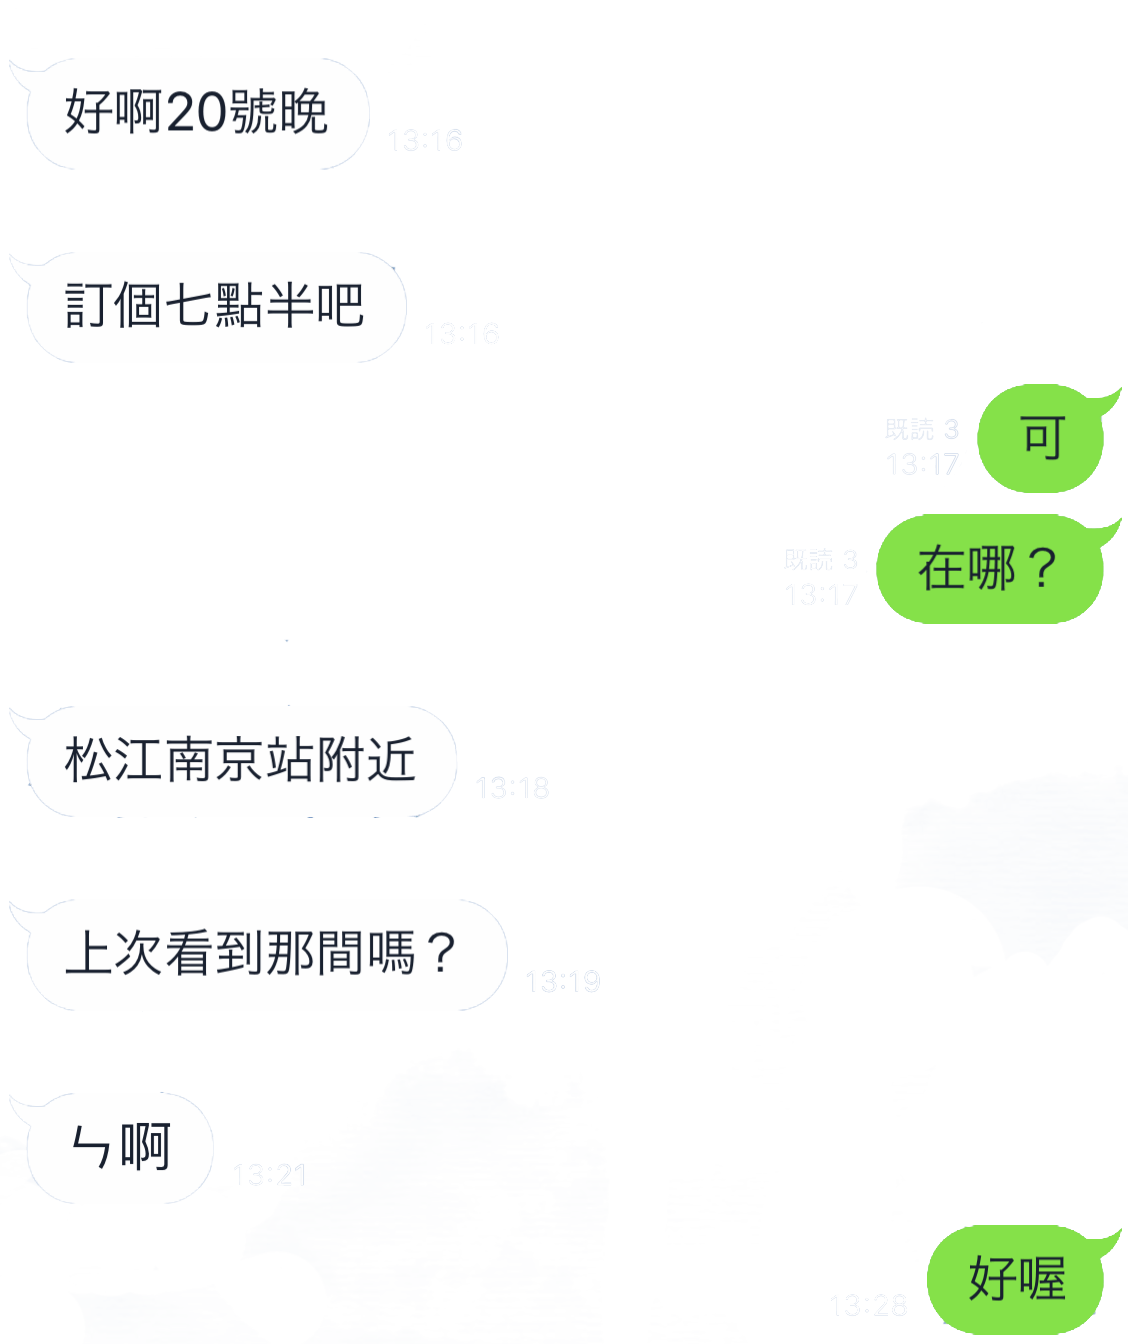 好啊20號晚
13:16
訂個七點半吧
13:16
可
既読 3
13:17
在哪？
既読 3
13:17
松江南京站附近
13:18
上次看到那間嗎？
13:19
ㄣ啊
13:21
好喔
13:28